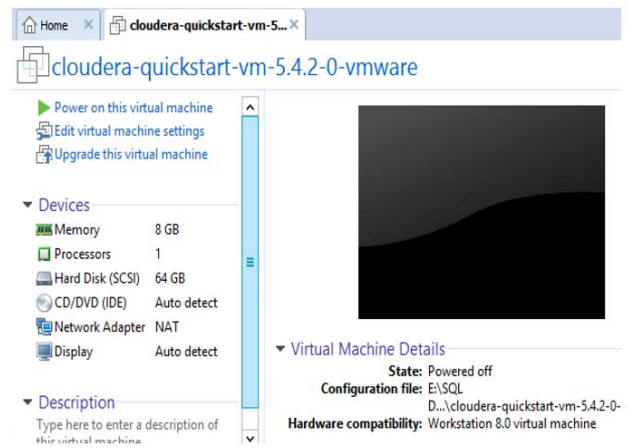 Home × cloudera-quickstart-vm-5... ×
cloudera-quickstart-vm-5.4.2-0-vmware
Power on this virtual machine
Edit virtual machine settings
Upgrade this virtual machine
Devices
Memory 8 GB
Processors 1
Hard Disk (SCSI) 64 GB
CD/DVD (IDE) Auto detect
Network Adapter NAT
Display Auto detect
Description
Type here to enter a description of
this virtual machine
Virtual Machine Details
State: Powered off
Configuration file: E:\SQL
D...\cloudera-quickstart-vm-5.4.2-0-
Hardware compatibility: Workstation 8.0 virtual machine